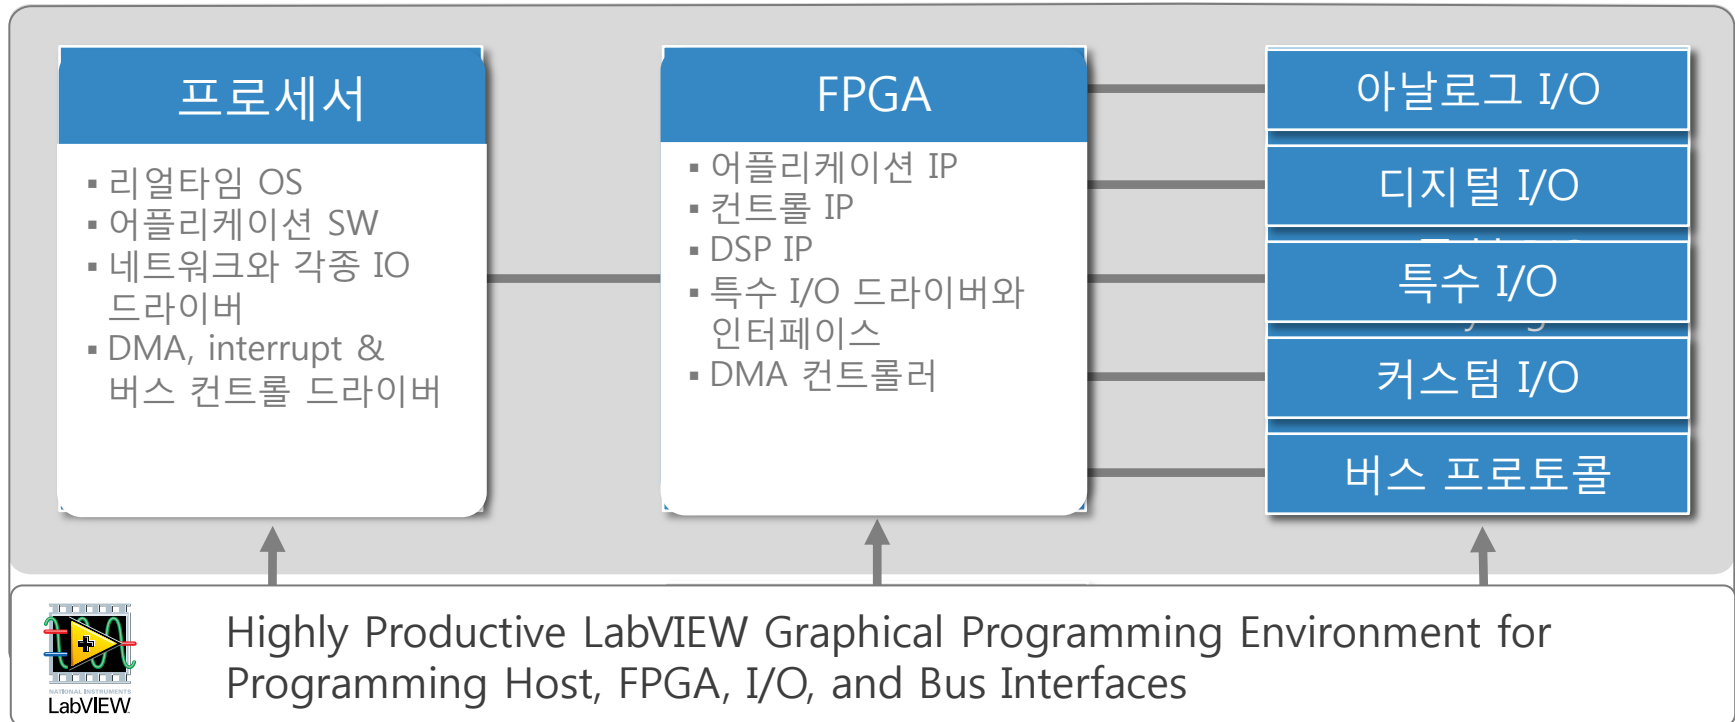 프로세서
▪ 리얼타임 OS
▪ 어플리케이션 SW
▪ 네트워크와 각종 IO
드라이버
▪ DMA, interrupt &
버스 컨트롤 드라이버
FPGA
▪ 어플리케이션 IP
▪ 컨트롤 IP
▪ DSP IP
▪ 특수 I/O 드라이버와
인터페이스
▪ DMA 컨트롤러
아날로그 I/O
디지털 I/O
특수 I/O
커스텀 I/O
버스 프로토콜
NATIONAL INSTRUMENTS
LabVIEW
Highly Productive LabVIEW Graphical Programming Environment for
Programming Host, FPGA, I/O, and Bus Interfaces